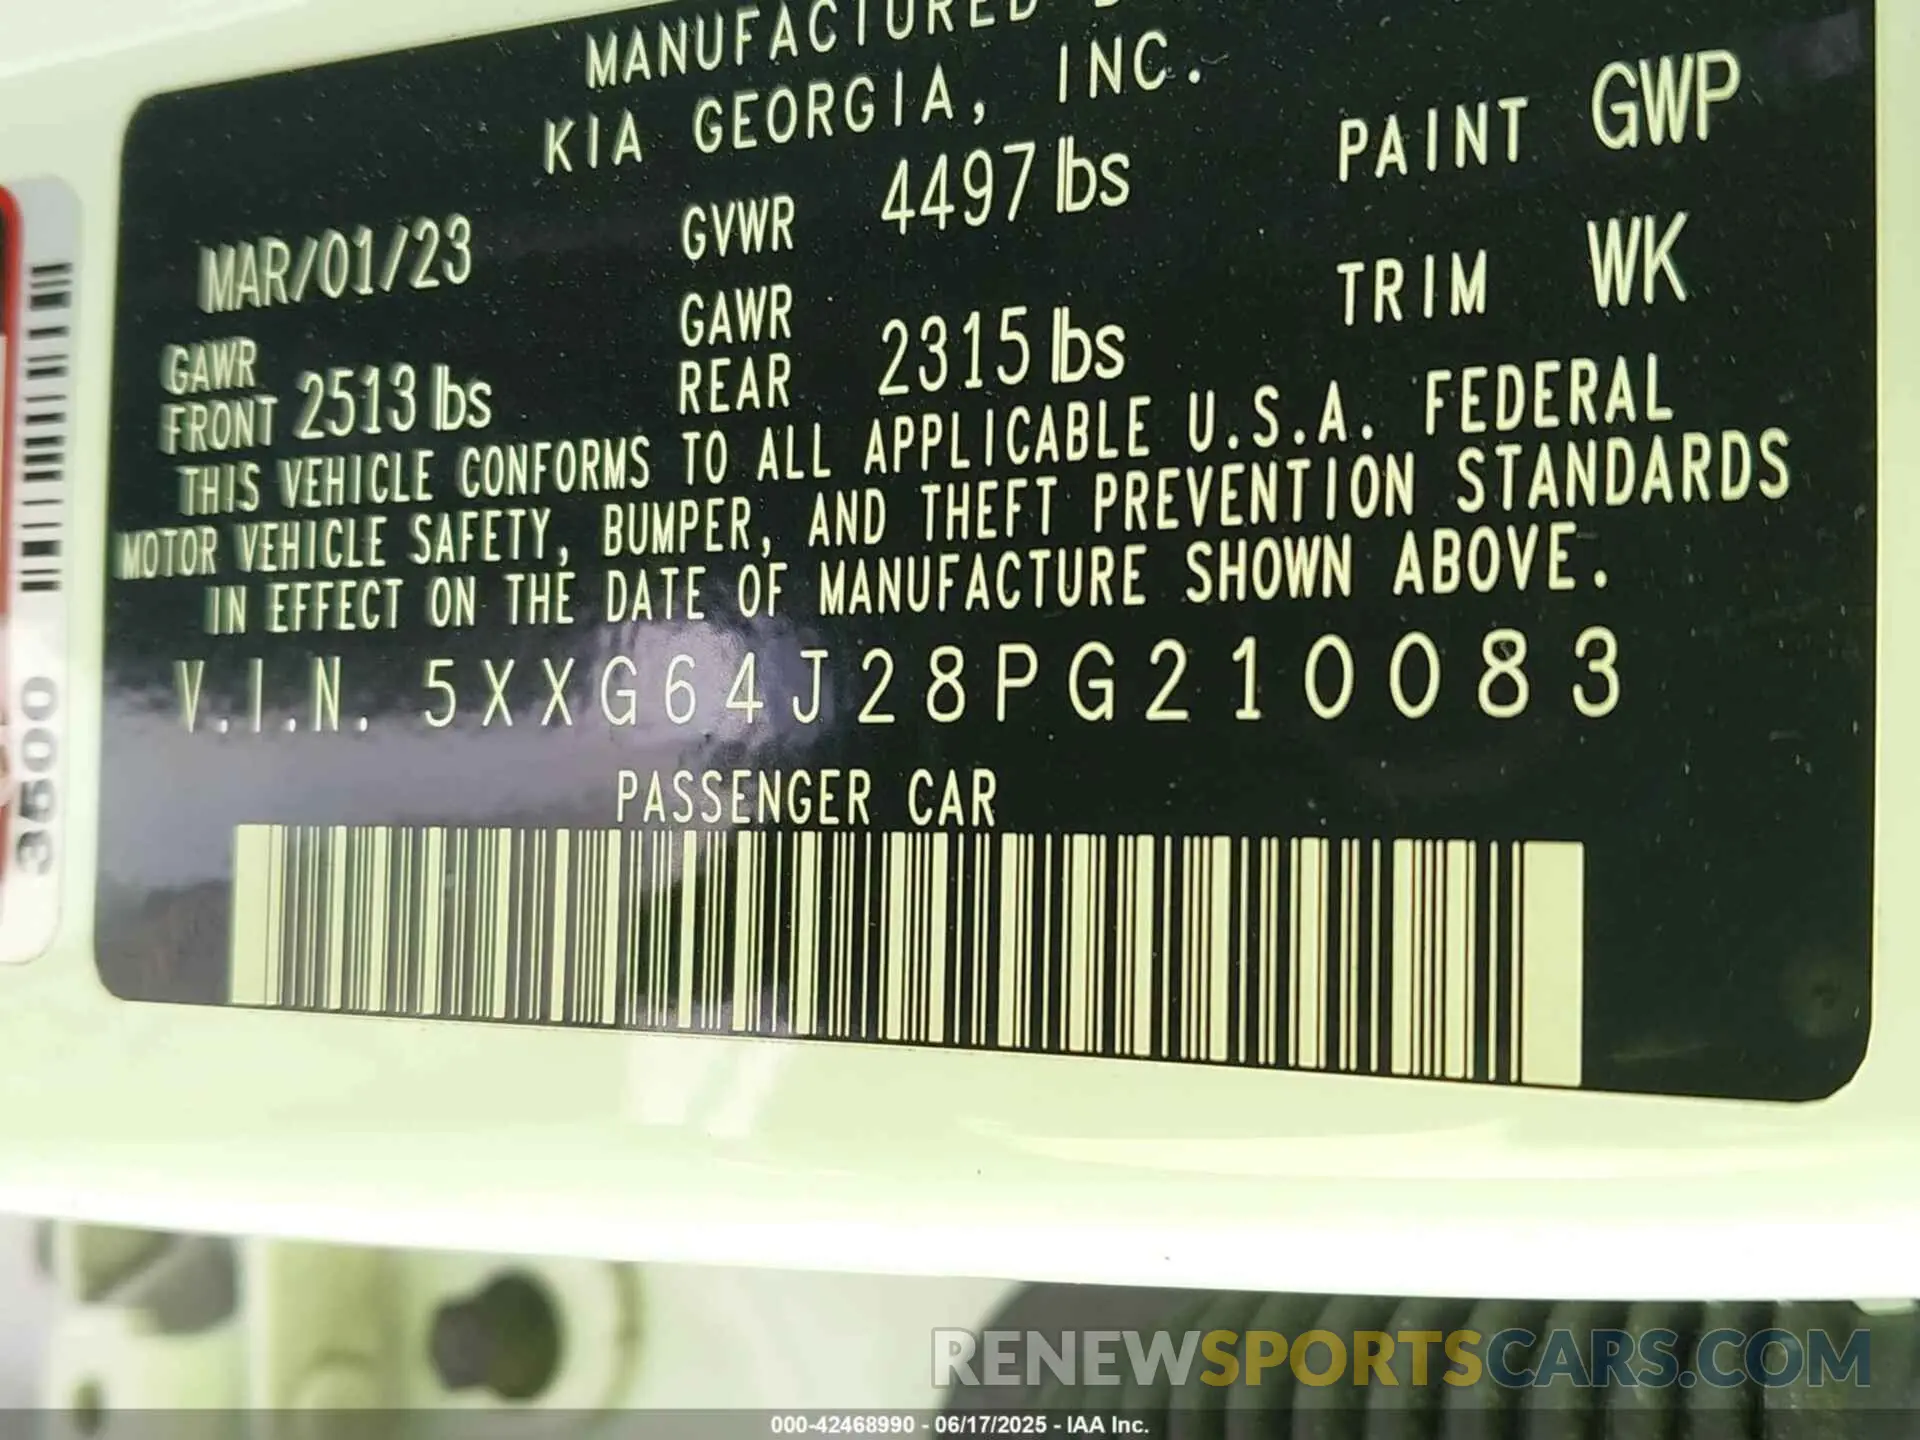 MANUFACTURED
KIA GEORGIA, INC.
MAR/01/23 GVWR 4497 lbs PAINT GWP
GAWR FRONT 2513 lbs GAWR REAR 2315 lbs TRIM WK
THIS VEHICLE CONFORMS TO ALL APPLICABLE U.S.A. FEDERAL
MOTOR VEHICLE SAFETY, BUMPER, AND THEFT PREVENTION STANDARDS
IN EFFECT ON THE DATE OF MANUFACTURE SHOWN ABOVE.
V.I.N. 5XXG64J28PG210083
PASSENGER CAR
3500
RENEWSPORTSCARS.COM
000-42468990 - 06/17/2025 - IAA Inc.